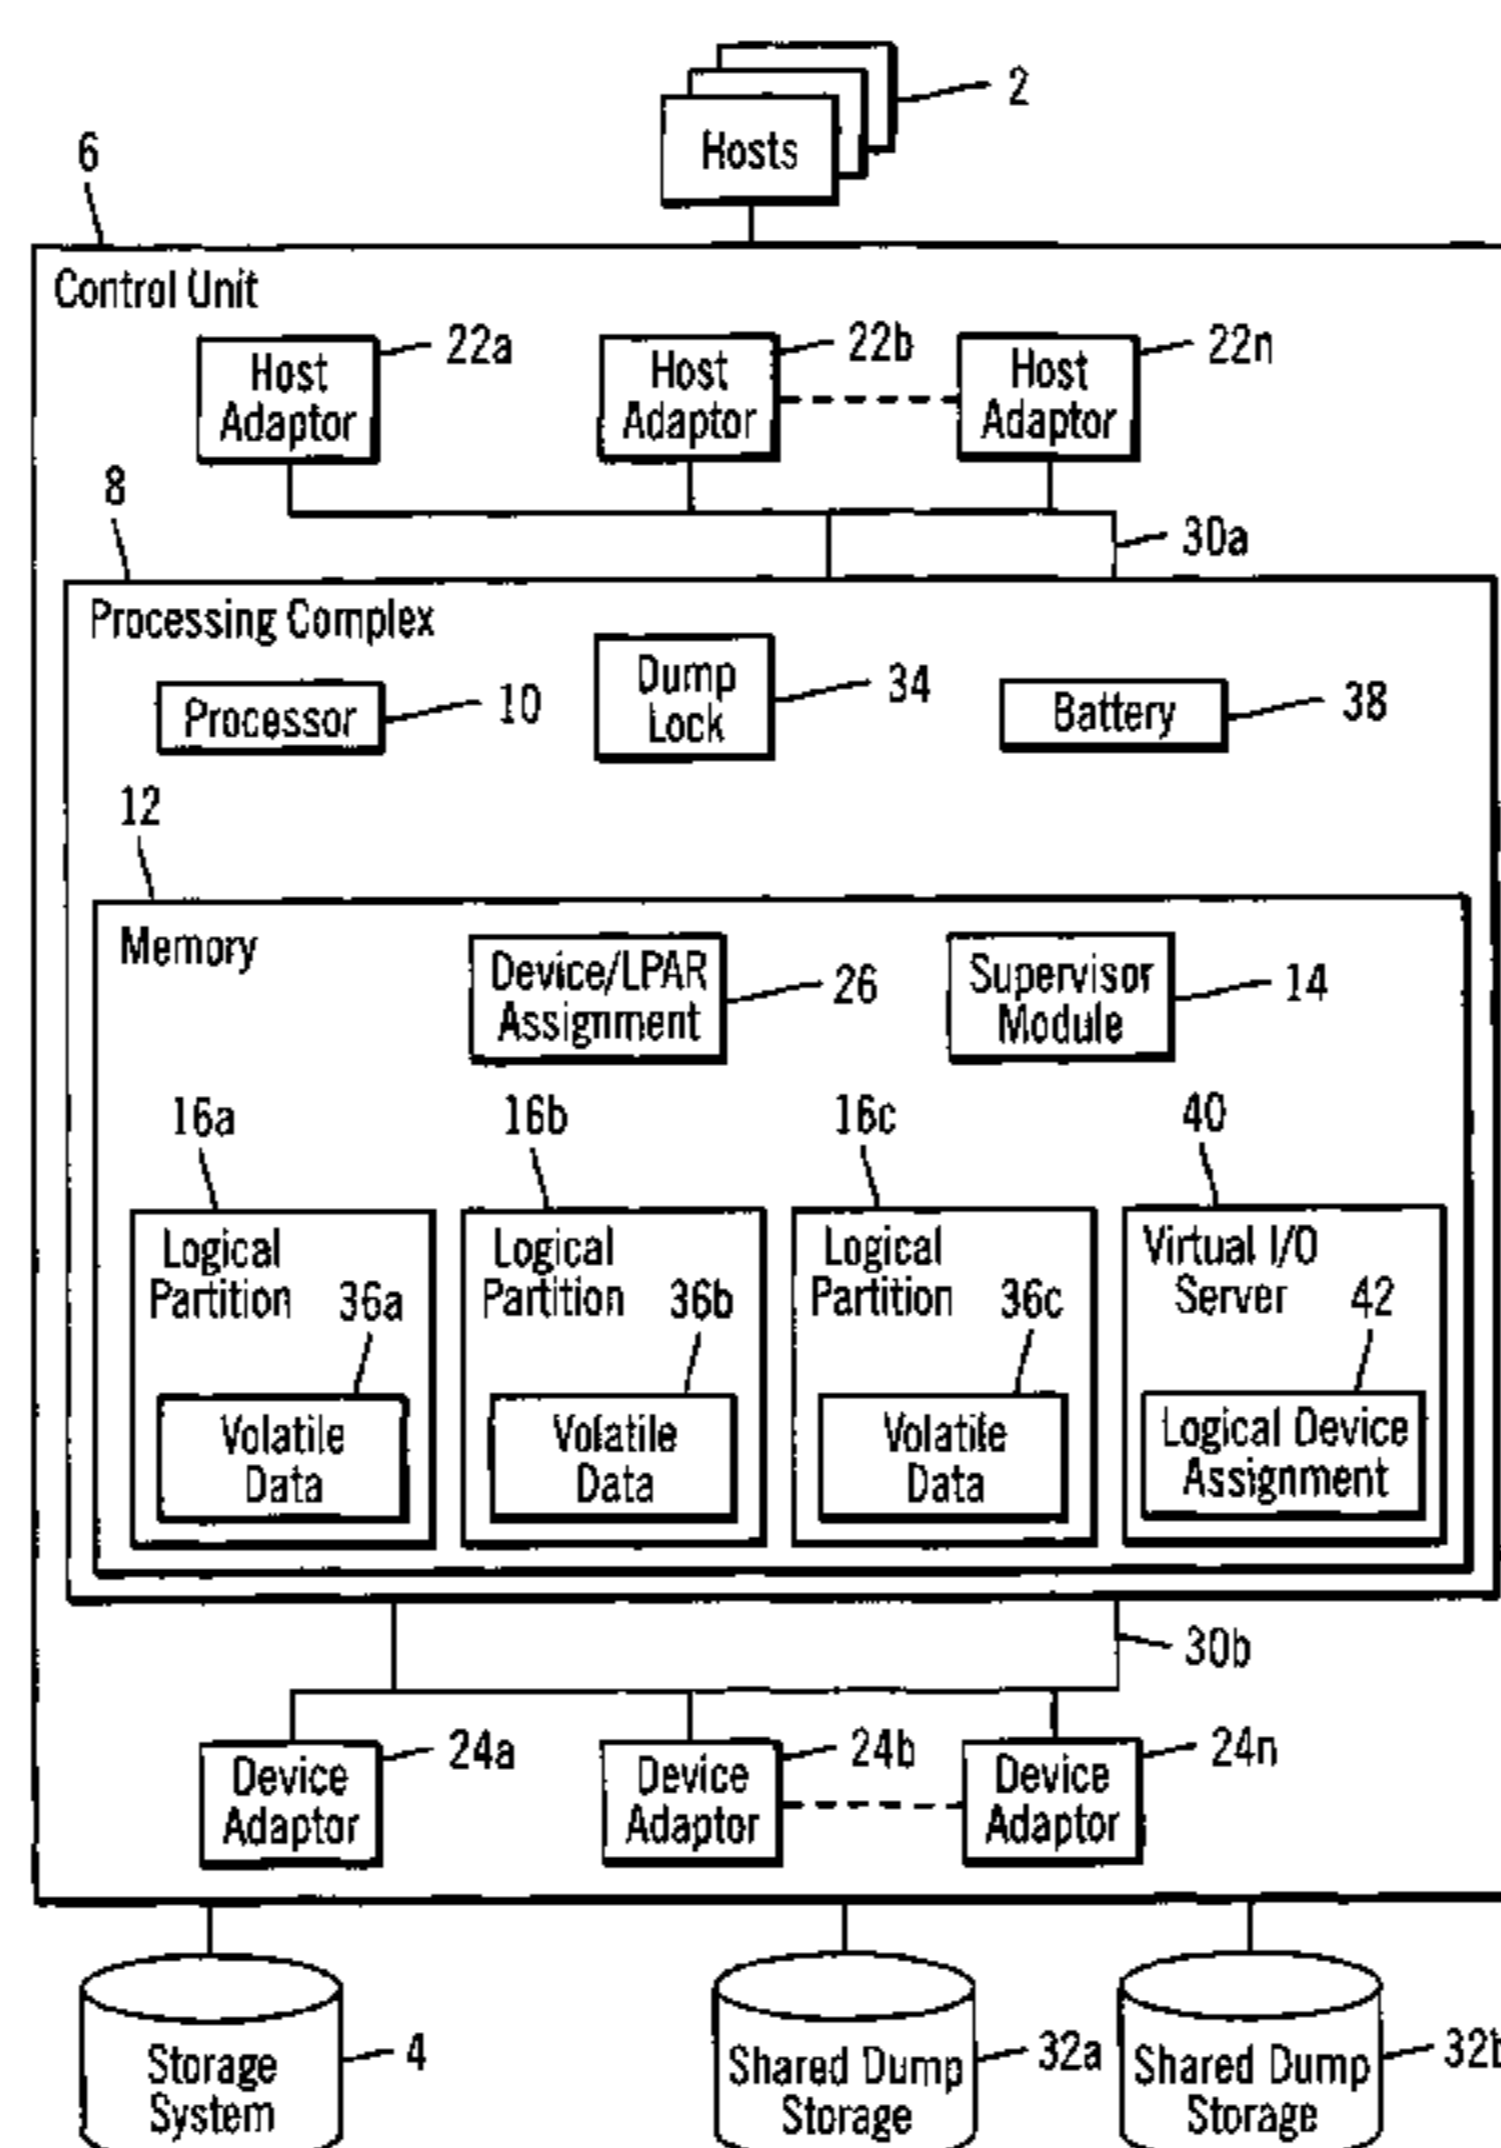 2
Hosts
6
Control Unit
22a
22b
22n
Host
Adaptor
Host
Adaptor
Host
Adaptor
8
30a
Processing Complex
Processor
10
Dump
Lock
34
Battery
38
12
Memory
Device/LPAR
Assignment
26
Supervisor
Module
14
16a
16b
16c
40
Logical
Partition
36a
Volatile
Data
Logical
Partition
36b
Volatile
Data
Logical
Partition
36c
Volatile
Data
Virtual I/O
Server
42
Logical Device
Assignment
30b
Device
Adaptor
24a
Device
Adaptor
24b
Device
Adaptor
24n
Storage
System
4
Shared Dump
Storage
32a
Shared Dump
Storage
32b